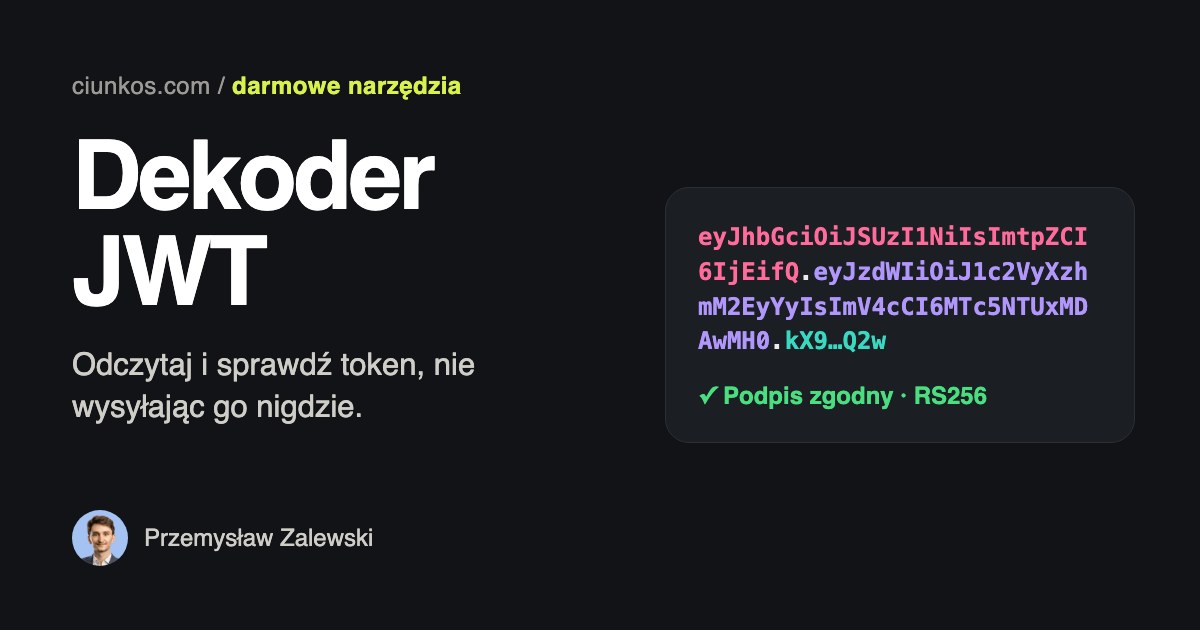 ciunkos.com / darmowe narzędzia
Dekoder
JWT
Odczytaj i sprawdź token, nie
wysyłając go nigdzie.
Przemysław Zalewski
eyJhbGciOiJSUzI1NiIsImtpZCI
6IjEifQ.eyJzdWIiOiJ1c2VyXzh
mM2EyYyIsImV4cCI6MTc5NTUxMD
AwMH0.kX9…Q2w
✓ Podpis zgodny · RS256